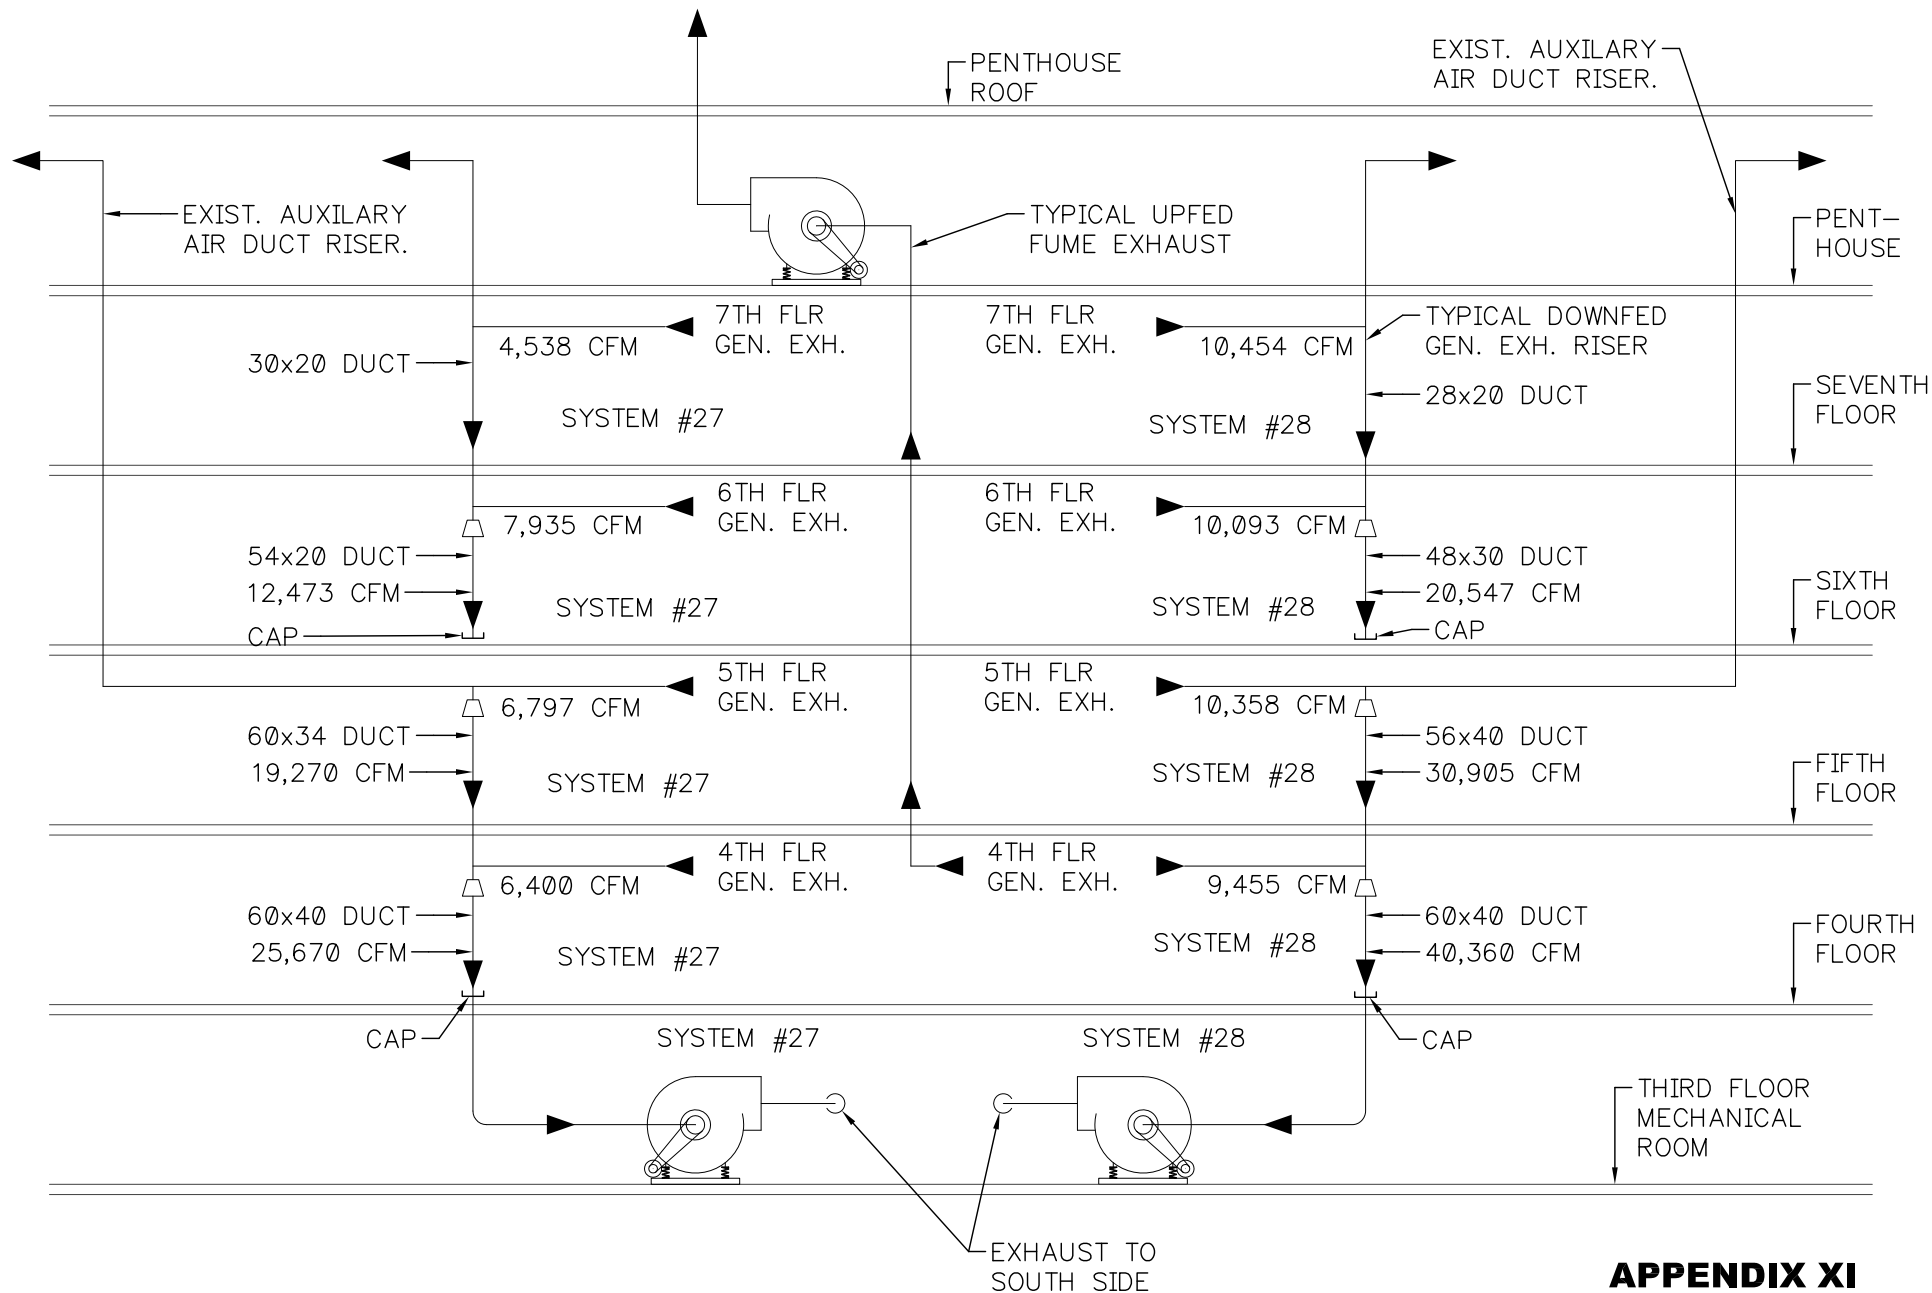 PENTHOUSE
ROOF
EXIST. AUXILARY
AIR DUCT RISER.
EXIST. AUXILARY
AIR DUCT RISER.
TYPICAL UPFED
FUME EXHAUST
PENT-
HOUSE
7TH FLR
GEN. EXH.
4,538 CFM
7TH FLR
GEN. EXH.
10,454 CFM
TYPICAL DOWNFED
GEN. EXH. RISER
30x20 DUCT
28x20 DUCT
SYSTEM #27
SYSTEM #28
SEVENTH
FLOOR
6TH FLR
GEN. EXH.
7,935 CFM
6TH FLR
GEN. EXH.
10,093 CFM
54x20 DUCT
12,473 CFM
CAP
SYSTEM #27
SYSTEM #28
48x30 DUCT
20,547 CFM
CAP
SIXTH
FLOOR
5TH FLR
GEN. EXH.
6,797 CFM
5TH FLR
GEN. EXH.
10,358 CFM
60x34 DUCT
19,270 CFM
SYSTEM #27
SYSTEM #28
56x40 DUCT
30,905 CFM
FIFTH
FLOOR
4TH FLR
GEN. EXH.
6,400 CFM
4TH FLR
GEN. EXH.
9,455 CFM
60x40 DUCT
25,670 CFM
SYSTEM #27
SYSTEM #28
60x40 DUCT
40,360 CFM
FOURTH
FLOOR
CAP
SYSTEM #27
SYSTEM #28
CAP
THIRD FLOOR
MECHANICAL
ROOM
EXHAUST TO
SOUTH SIDE
APPENDIX XI